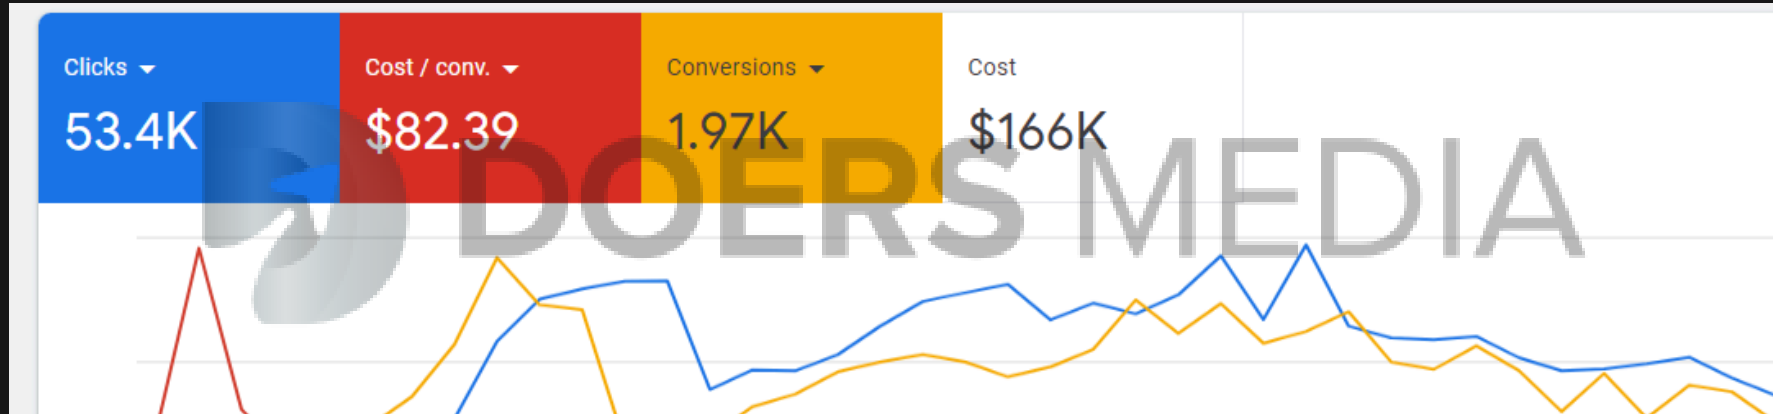 Clicks
53.4K
Cost / conv.
$82.39
Conversions
1.97K
Cost
$166K
DOERS MEDIA